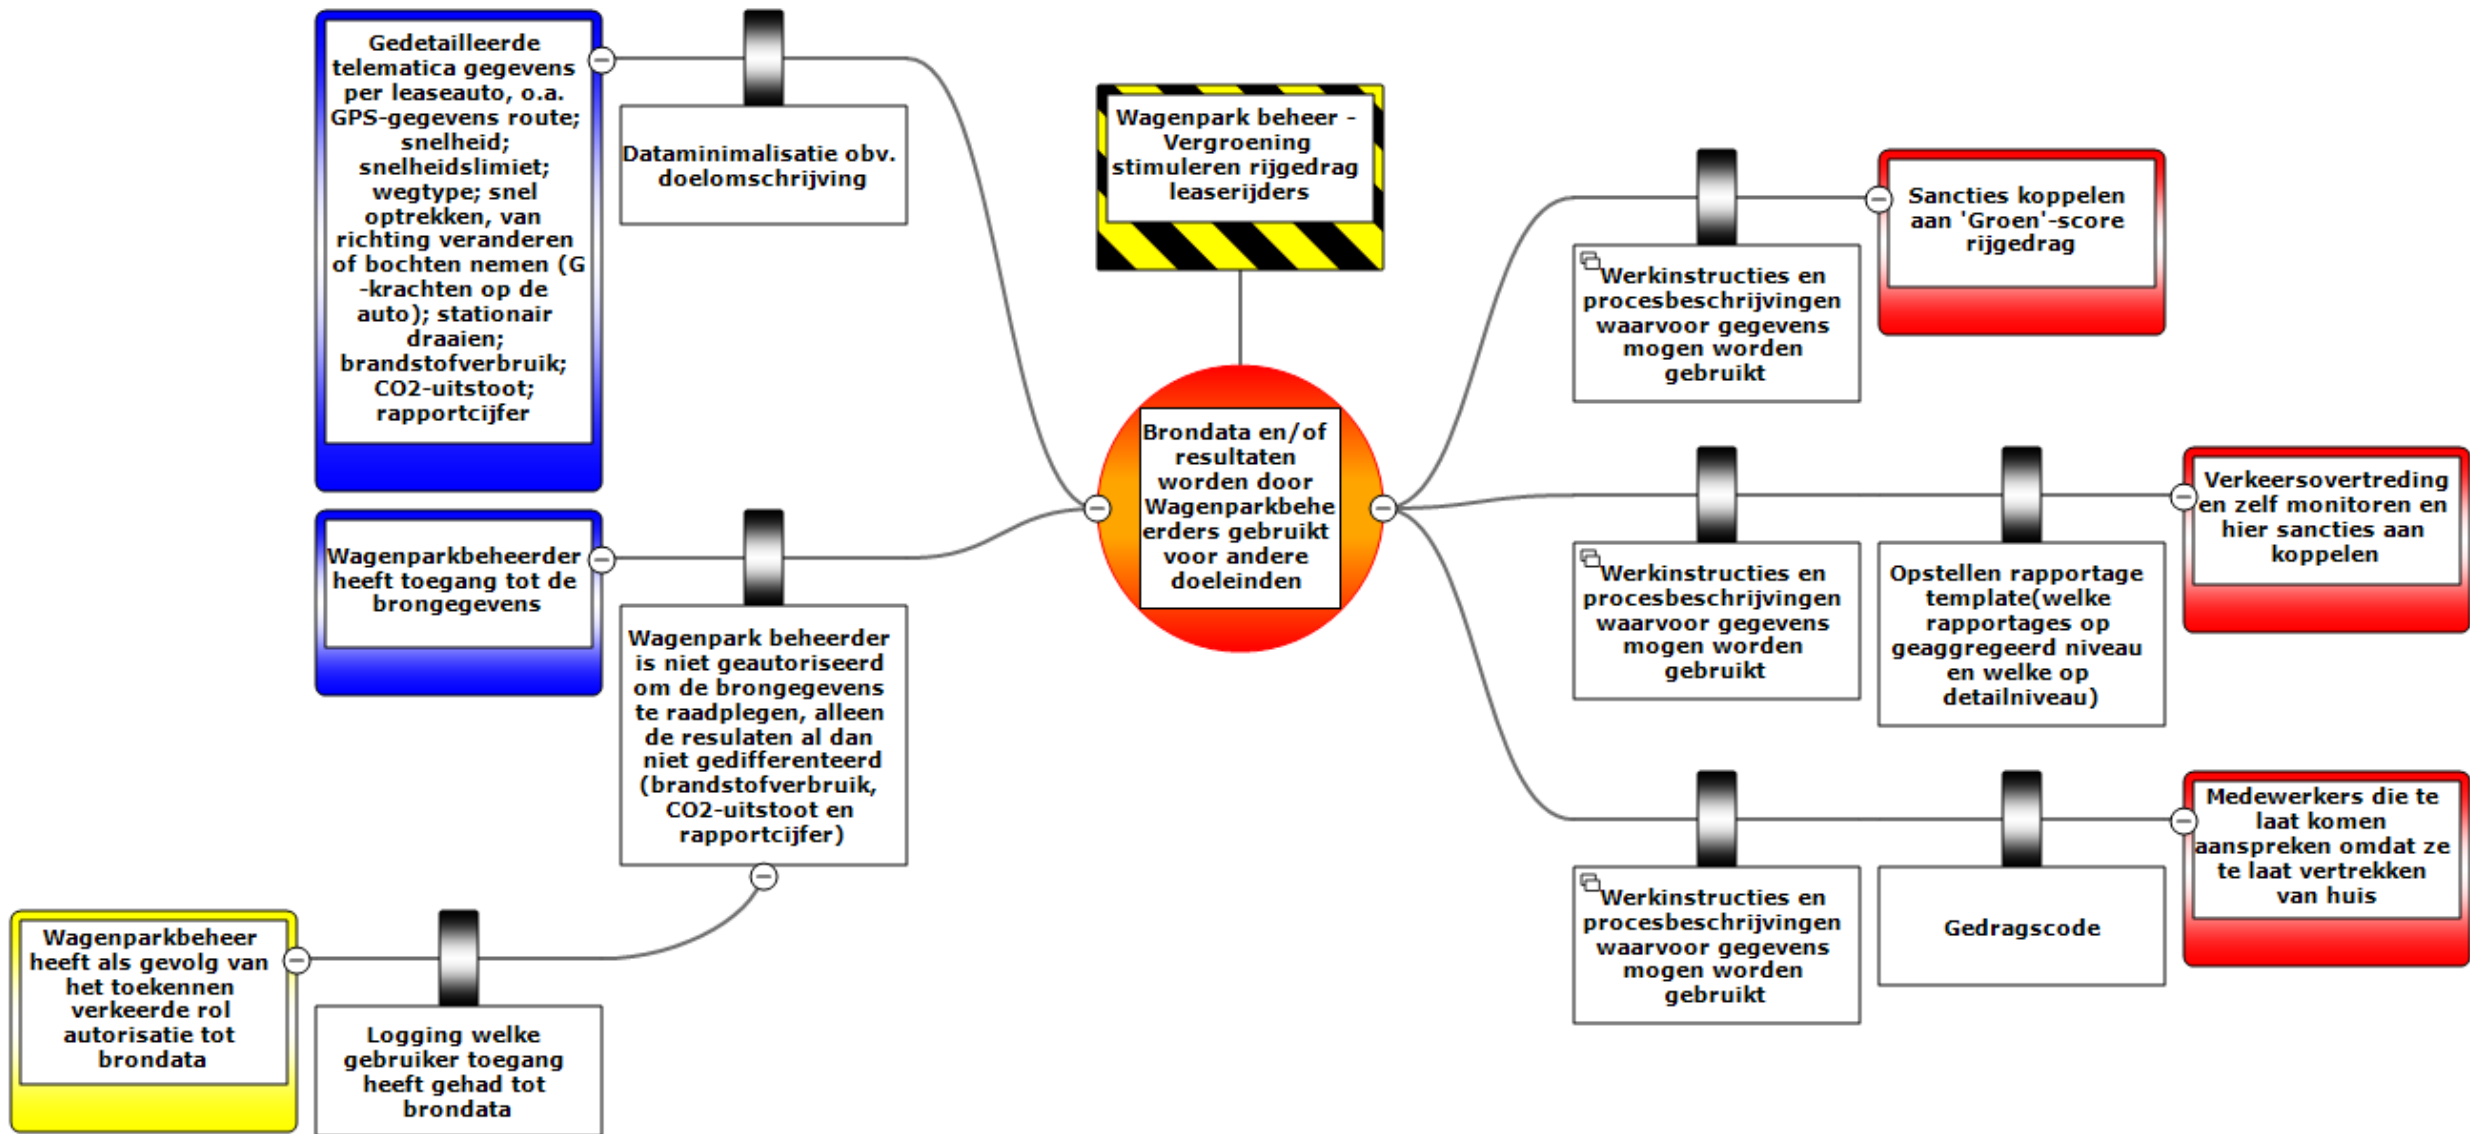 Gedetailleerde
telematica gegevens
per leaseauto, o.a.
GPS-gegevens route;
snelheid;
snelheidslimiet;
wegtype; snel
optrekken, van
richting veranderen
of bochten nemen (G
-krachten op de
auto); stationair
draaien;
brandstofverbruik;
CO2-uitstoot;
rapportcijfer
Dataminimalisatie obv.
doelomschrijving
Wagenparkbeheerder
heeft toegang tot de
brongegevens
Wagenpark beheerder
is niet geautoriseerd
om de brongegevens
te raadplegen, alleen
de resulaten al dan
niet gedifferenteerd
(brandstofverbruik,
CO2-uitstoot en
rapportcijfer)
Wagenparkbeheer
heeft als gevolg van
het toekennen
verkeerde rol
autorisatie tot
brondata
Logging welke
gebruiker toegang
heeft gehad tot
brondata
Wagenpark beheer -
Vergroening
stimuleren rijgedrag
leaserijders
Brondata en/of
resultaten
worden door
Wagenparkbehe
erders gebruikt
voor andere
doeleinden
Werkinstructies en
procesbeschrijvingen
waarvoor gegevens
mogen worden
gebruikt
Sancties koppelen
aan 'Groen'-score
rijgedrag
Werkinstructies en
procesbeschrijvingen
waarvoor gegevens
mogen worden
gebruikt
Opstellen rapportage
template(welke
rapportages op
geaggregeerd niveau
en welke op
detailniveau)
Verkeersovertreding
en zelf monitoren en
hier sancties aan
koppelen
Werkinstructies en
procesbeschrijvingen
waarvoor gegevens
mogen worden
gebruikt
Gedragscode
Medewerkers die te
laat komen
aanspreken omdat ze
te laat vertrekken
van huis